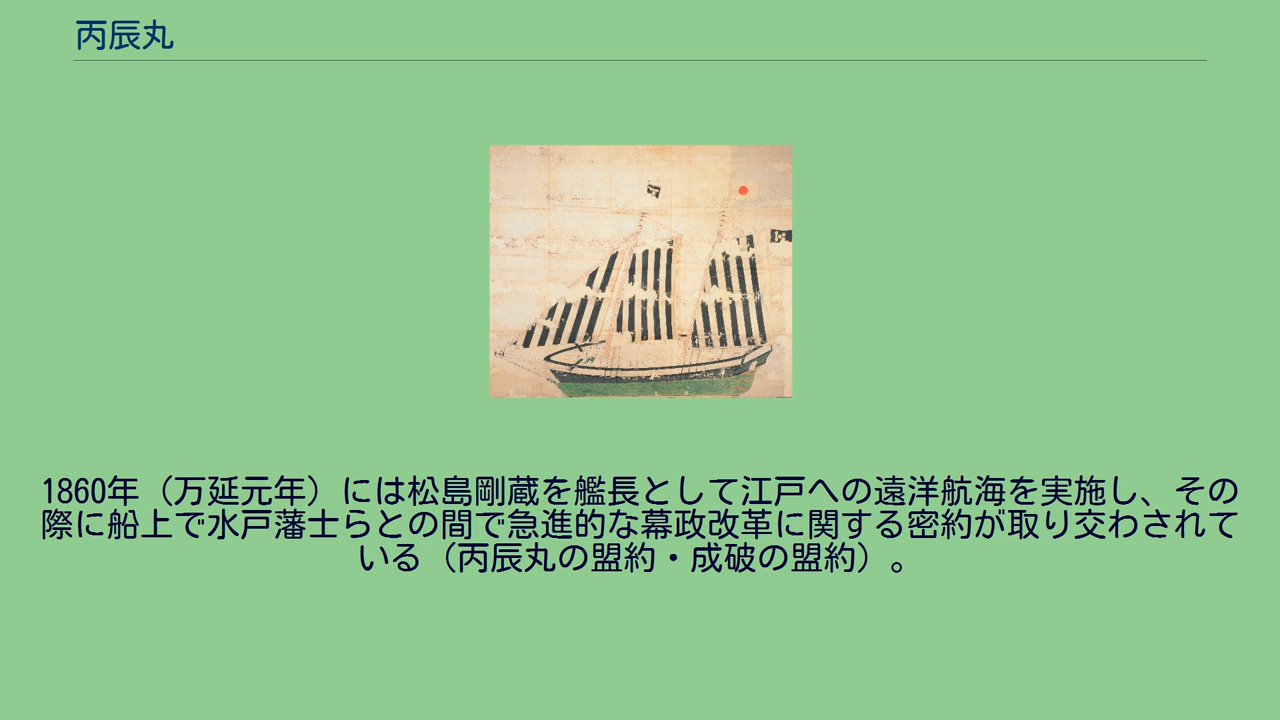 丙辰丸
1860年（万延元年）には松島剛蔵を艦長として江戸への遠洋航海を実施し、その
際に船上で水戸藩士らとの間で急進的な幕政改革に関する密約が取り交わされて
いる（丙辰丸の盟約・成破の盟約）。